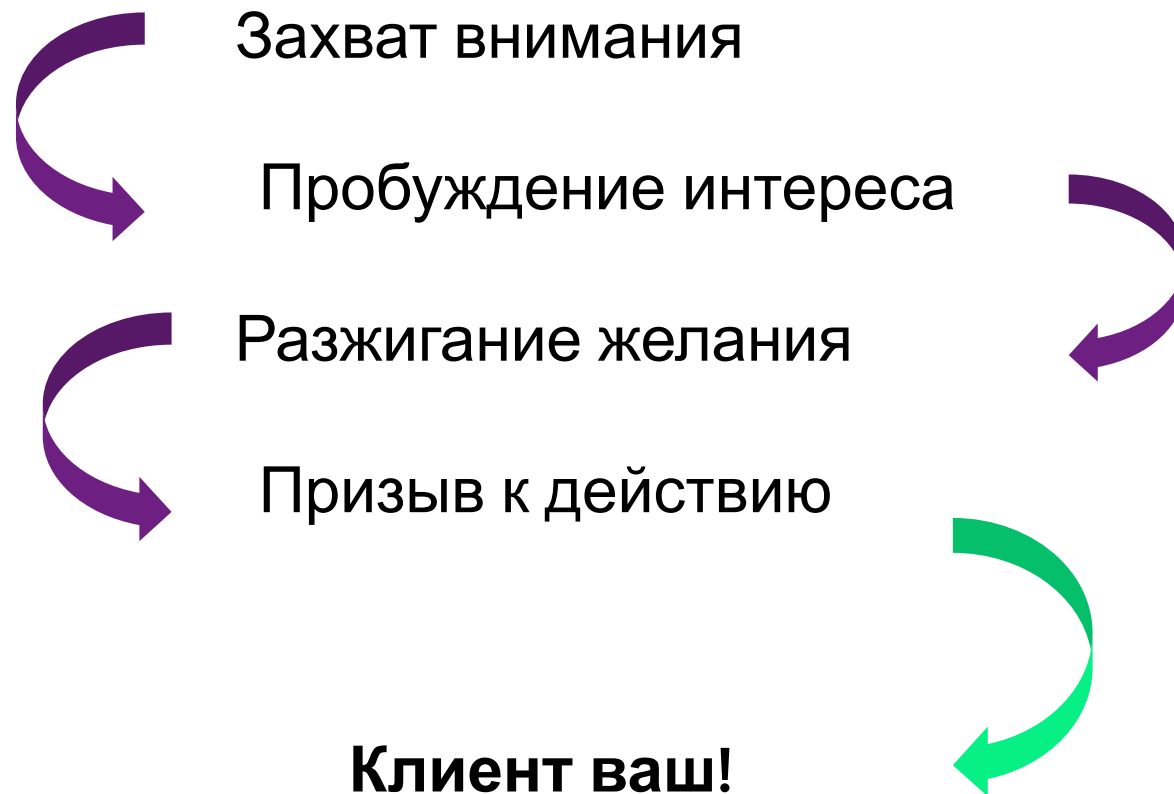 Захват внимания
Пробуждение интереса
Разжигание желания
Призыв к действию
Клиент ваш!